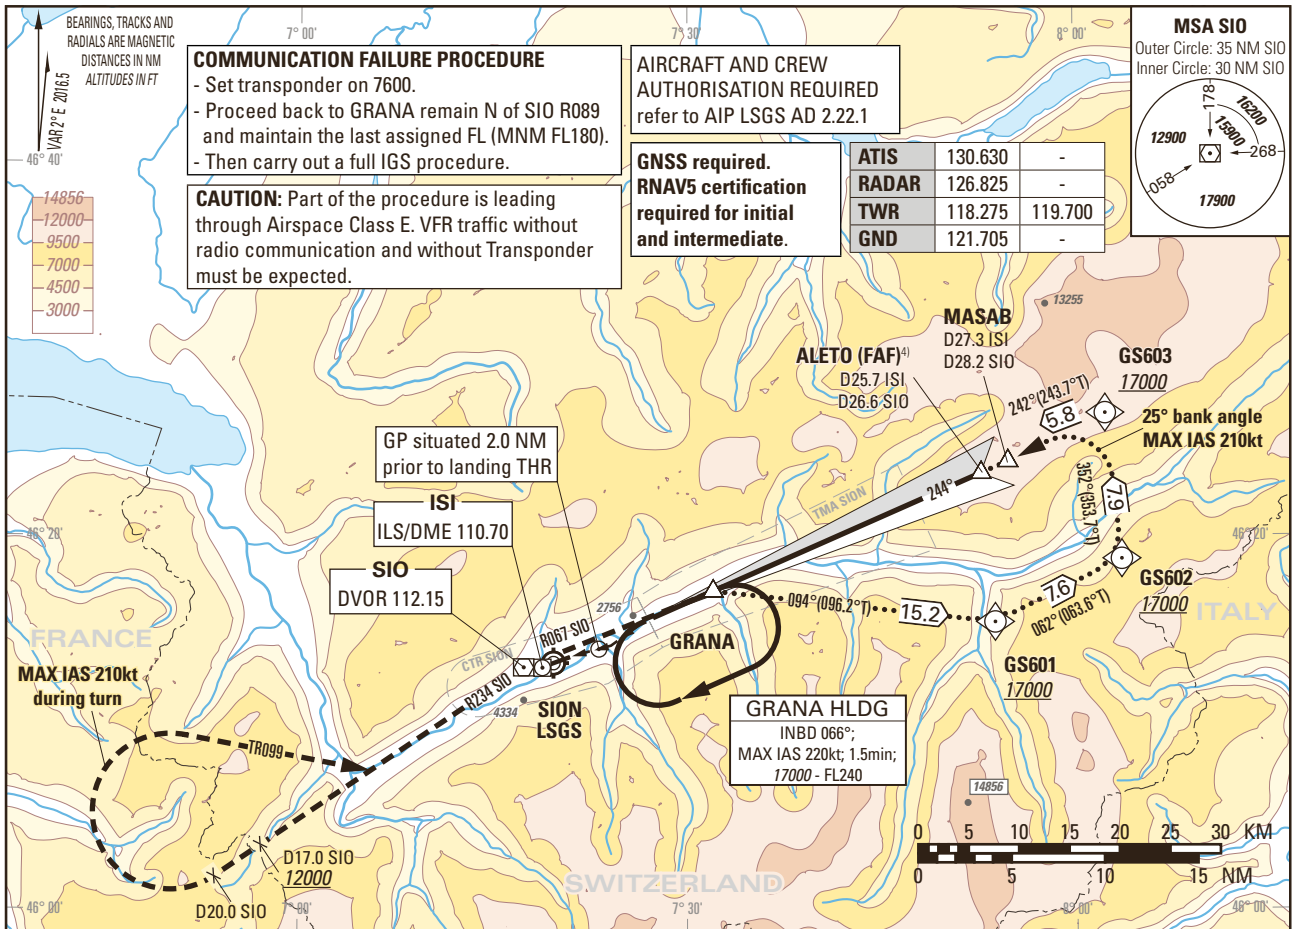 BEARINGS, TRACKS AND
RADIALS ARE MAGNETIC
DISTANCES IN NM
ALTITUDES IN FT
VAR 2° E 2016.5
7° 00'
7° 30'
8° 00'
COMMUNICATION FAILURE PROCEDURE
- Set transponder on 7600.
- Proceed back to GRANA remain N of SIO R089
and maintain the last assigned FL (MNM FL180).
- Then carry out a full IGS procedure.
CAUTION: Part of the procedure is leading
through Airspace Class E. VFR traffic without
radio communication and without Transponder
must be expected.
AIRCRAFT AND CREW
AUTHORISATION REQUIRED
refer to AIP LSGS AD 2.22.1
GNSS required.
RNAV5 certification
required for initial
and intermediate.
ATIS 130.630 -
RADAR 126.825 -
TWR 118.275 119.700
GND 121.705 -
MSA SIO
Outer Circle: 35 NM SIO
Inner Circle: 30 NM SIO
178
16200
15900
12900
268
058
17900
46° 40'
14856
12000
9500
7000
4500
3000
13255
MASAB
D27.3 ISI
D28.2 SIO
ALETO (FAF)4)
D25.7 ISI
D26.6 SIO
GS603
17000
242°(243.7°T)
5.8
25° bank angle
MAX IAS 210kt
GP situated 2.0 NM
prior to landing THR
ISI
ILS/DME 110.70
SIO
DVOR 112.15
244°
TMA SION
352°(353.7°T)
7.9
46° 20'
46° 20'
GS602
17000
7.6
062°(063.6°T)
094°(096.2°T)
15.2
GS601
17000
ITALY
FRANCE
2756
R067 SIO
GRANA
CTR SION
R234 SIO
4334
SION
LSGS
MAX IAS 210kt
during turn
TR099
GRANA HLDG
INBD 066°;
MAX IAS 220kt; 1.5min;
17000 - FL240
14856
0 5 10 15 20 25 30 KM
0 5 10 15 NM
D17.0 SIO
12000
D20.0 SIO
SWITZERLAND
46° 00'
7° 00'
7° 30'
8° 00'
46° 00'